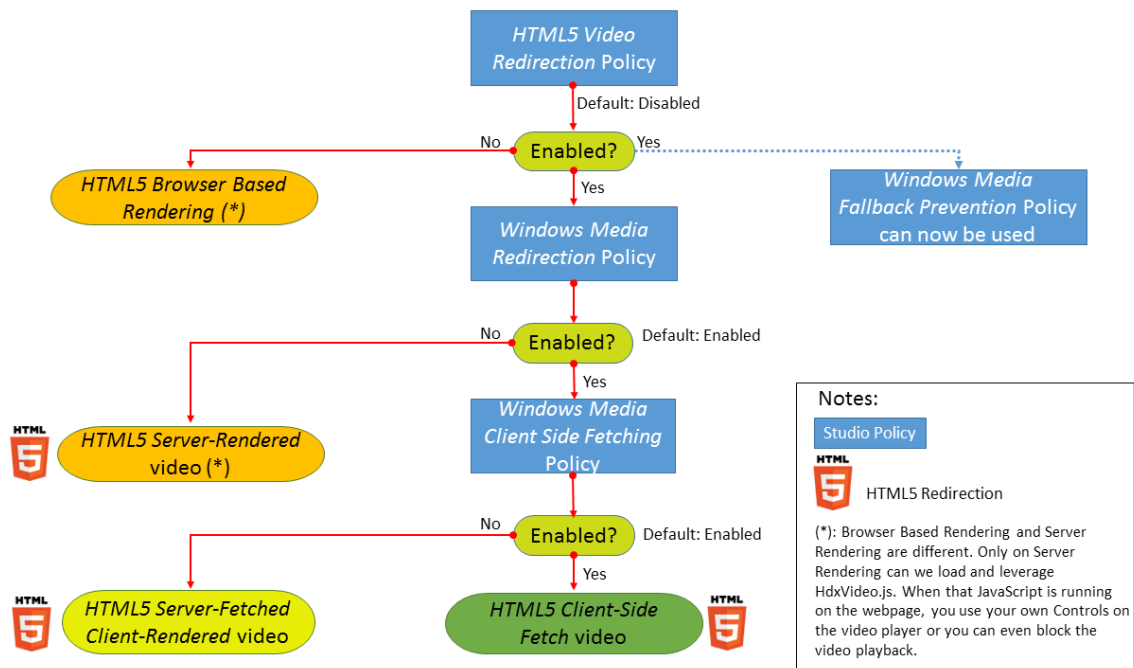 HTML5 Video
Redirection Policy
Default: Disabled
No
Enabled?
Yes
HTML5 Browser Based
Rendering (*)
Yes
Windows Media
Fallback Prevention Policy
can now be used
Windows Media
Redirection Policy
No
Enabled?
Default: Enabled
Yes
HTML
5
HTML5 Server-Rendered
video (*)
Windows Media
Client Side Fetching
Policy
No
Enabled?
Default: Enabled
Yes
HTML
5
HTML5 Server-Fetched
Client-Rendered video
HTML5 Client-Side
Fetch video
HTML
5
Notes:
Studio Policy
HTML
5
HTML5 Redirection
(*): Browser Based Rendering and Server
Rendering are different. Only on Server
Rendering can we load and leverage
HdxVideo.js. When that JavaScript is running
on the webpage, you use your own Controls on
the video player or you can even block the
video playback.